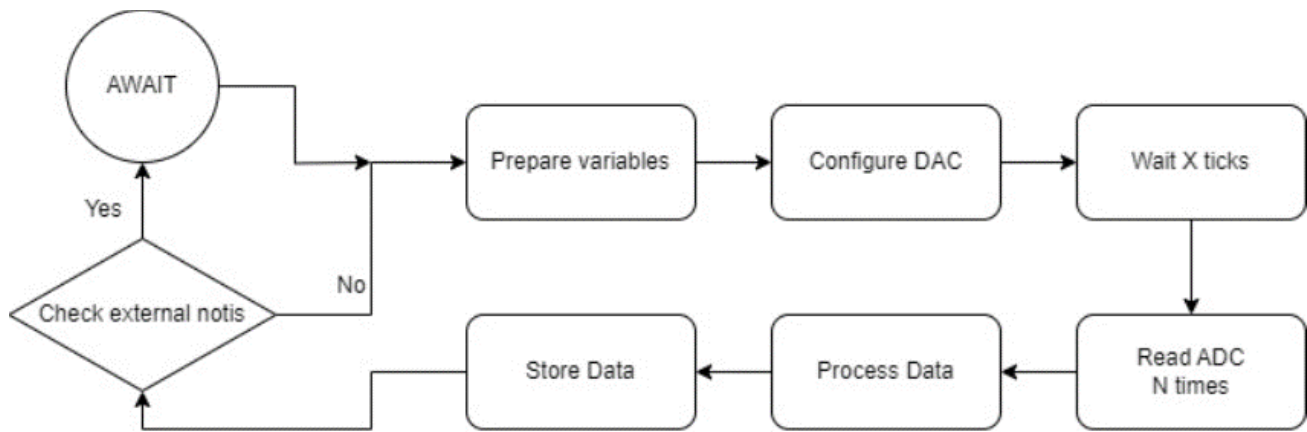 AWAIT
Prepare variables
Configure DAC
Wait X ticks
Yes
No
Check external notis
Store Data
Process Data
Read ADC
N times